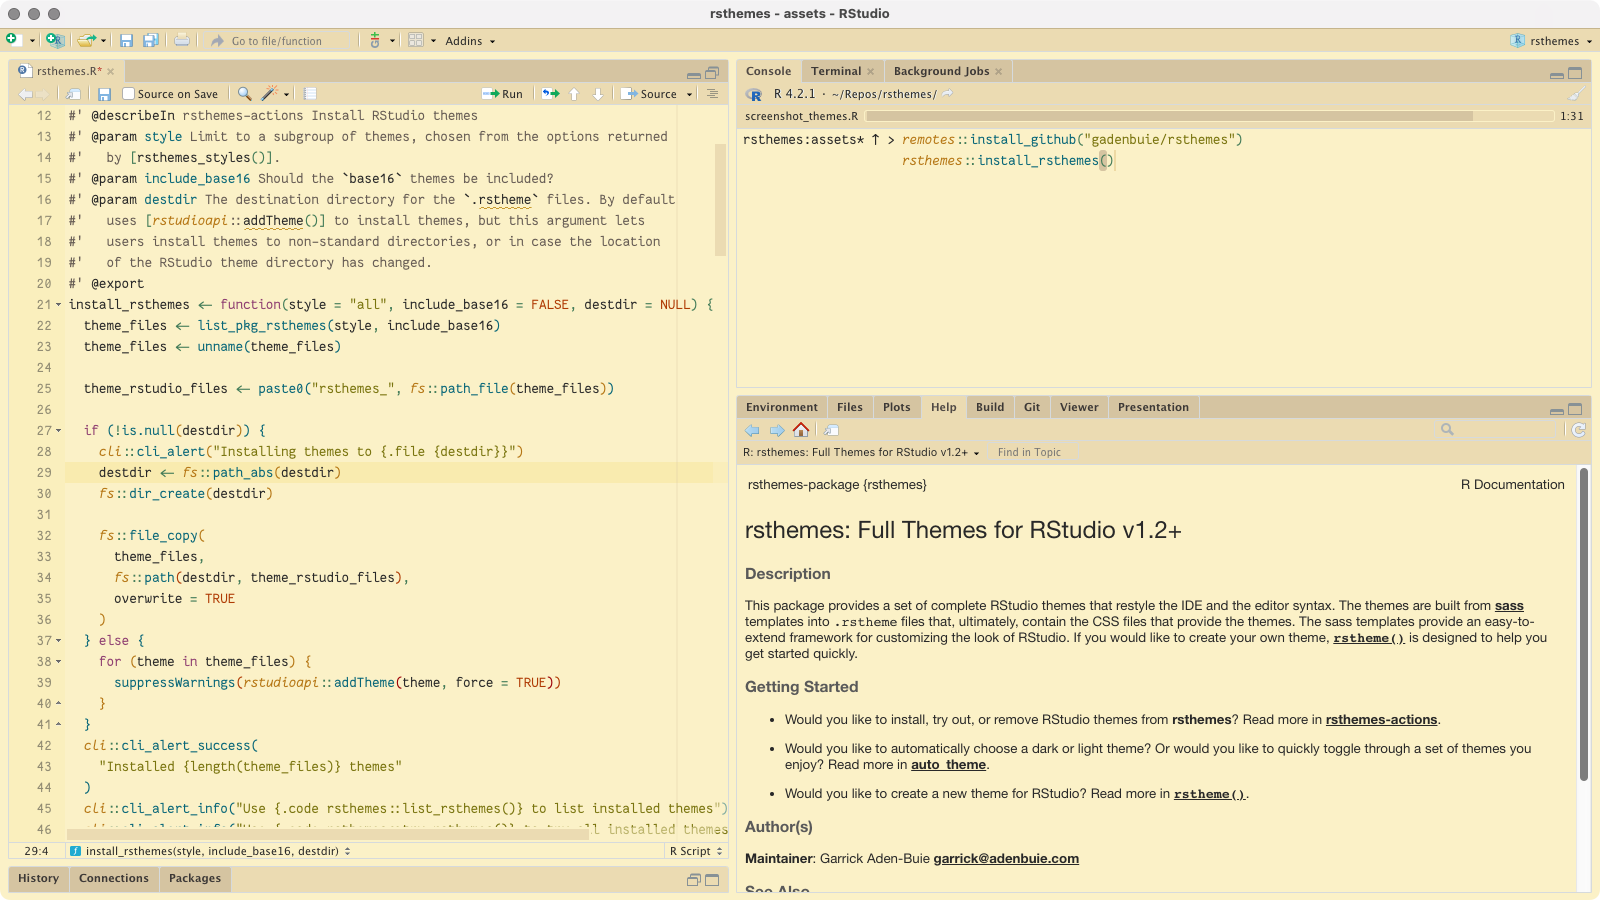 rsthemes - assets - RStudio
Go to file/function
Addins
rsthemes
rsthemes.R*
Source on Save
Run
Source
12 #' @describeIn rsthemes-actions Install RStudio themes
13 #' @param style Limit to a subgroup of themes, chosen from the options returned
14 #'   by [rsthemes_styles()].
15 #' @param include_base16 Should the `base16` themes be included?
16 #' @param destdir The destination directory for the `.rstheme` files. By default
17 #'   uses [rstudioapi::addTheme()] to install themes, but this argument lets
18 #'   users install themes to non-standard directories, or in case the location
19 #'   of the RStudio theme directory has changed.
20 #' @export
21 install_rsthemes <- function(style = "all", include_base16 = FALSE, destdir = NULL) {
22   theme_files <- list_pkg_rsthemes(style, include_base16)
23   theme_files <- unname(theme_files)
24
25   theme_rstudio_files <- paste0("rsthemes_", fs::path_file(theme_files))
26
27   if (!is.null(destdir)) {
28     cli::cli_alert("Installing themes to {.file {destdir}}")
29     destdir <- fs::path_abs(destdir)
30     fs::dir_create(destdir)
31
32     fs::file_copy(
33       theme_files,
34       fs::path(destdir, theme_rstudio_files),
35       overwrite = TRUE
36     )
37   } else {
38     for (theme in theme_files) {
39       suppressWarnings(rstudioapi::addTheme(theme, force = TRUE))
40     }
41   }
42   cli::cli_alert_success(
43     "Installed {length(theme_files)} themes"
44   )
45   cli::cli_alert_info("Use {.code rsthemes::list_rsthemes()} to list installed themes")
46 installed themes
29:4
install_rsthemes(style, include_base16, destdir)
R Script
History
Connections
Packages
Console
Terminal
Background Jobs
R 4.2.1 · ~/Repos/rsthemes/
screenshot_themes.R
1:31
rsthemes:assets* ↑ > remotes::install_github("gadenbuie/rsthemes")
rsthemes::install_rsthemes()
Environment
Files
Plots
Help
Build
Git
Viewer
Presentation
R: rsthemes: Full Themes for RStudio v1.2+
Find in Topic
rsthemes-package {rsthemes}
R Documentation
rsthemes: Full Themes for RStudio v1.2+
Description
This package provides a set of complete RStudio themes that restyle the IDE and the editor syntax. The themes are built from sass
templates into .rstheme files that, ultimately, contain the CSS files that provide the themes. The sass templates provide an easy-to-
extend framework for customizing the look of RStudio. If you would like to create your own theme, rstheme() is designed to help you
get started quickly.
Getting Started
• Would you like to install, try out, or remove RStudio themes from rsthemes? Read more in rsthemes-actions.
• Would you like to automatically choose a dark or light theme? Or would you like to quickly toggle through a set of themes you
enjoy? Read more in auto_theme.
• Would you like to create a new theme for RStudio? Read more in rstheme().
Author(s)
Maintainer: Garrick Aden-Buie garrick@adenbuie.com
See Also